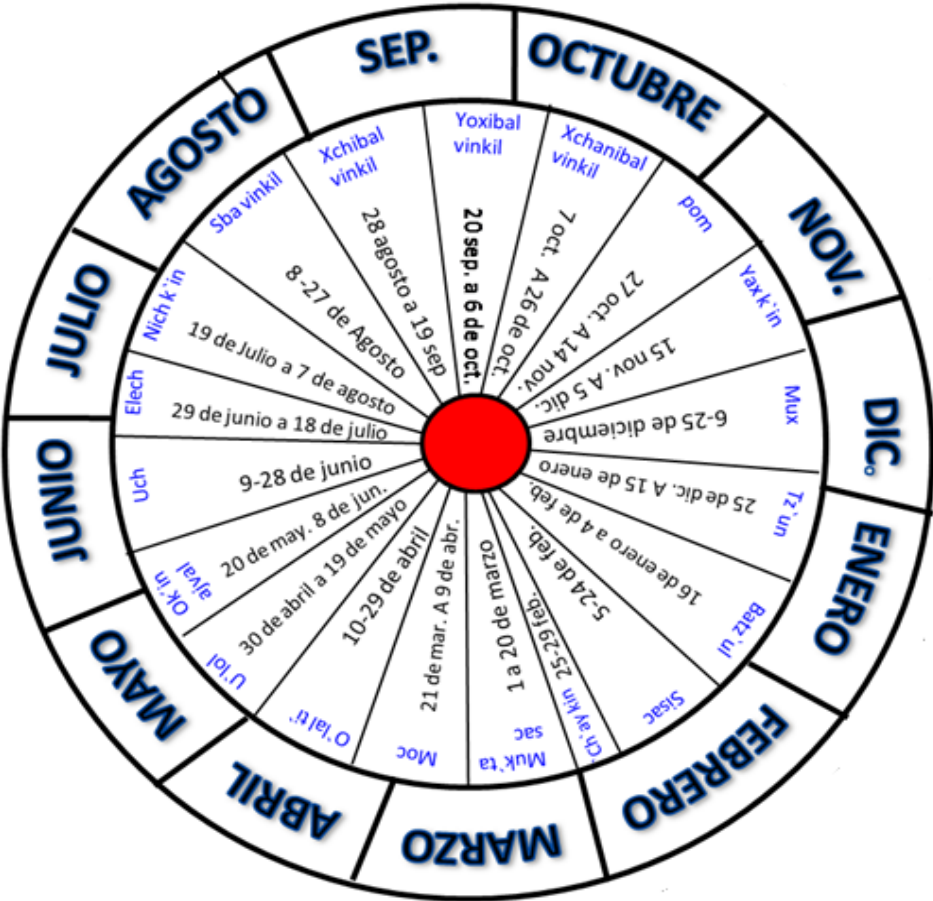 ENERO
FEBRERO
MARZO
ABRIL
MAYO
JUNIO
JULIO
AGOSTO
SEP.
OCTUBRE
NOV.
DIC.
Yoxibal
vinkil
20 sep. a 6 de oct.
Xchanibal
vinkil
7 oct. A 26 de oct.
pom
27 oct. A 14 nov.
Yax k`in
15 nov. A 5 dic.
Mux
6-25 de diciembre
Tz`un
25 de dic. A 15 de enero
Batz`ul
16 de enero a 4 de feb.
Sisac
5-24 de feb.
Ch`ay kin
25-29 feb.
Muk`ta
sac
1 a 20 de marzo
Moc
21 de mar. A 9 de abr.
O`lalti`
10-29 de abril
U`lol
30 de abril a 19 de mayo
Ok`in
ajval
20 de may. 8 de jun.
Uch
9-28 de junio
Elech
29 de junio a 18 de julio
Nich k`in
19 de Julio a 7 de agosto
Sba vinkil
8-27 de Agosto
Xchibal
vinkil
28 agosto a 19 sep